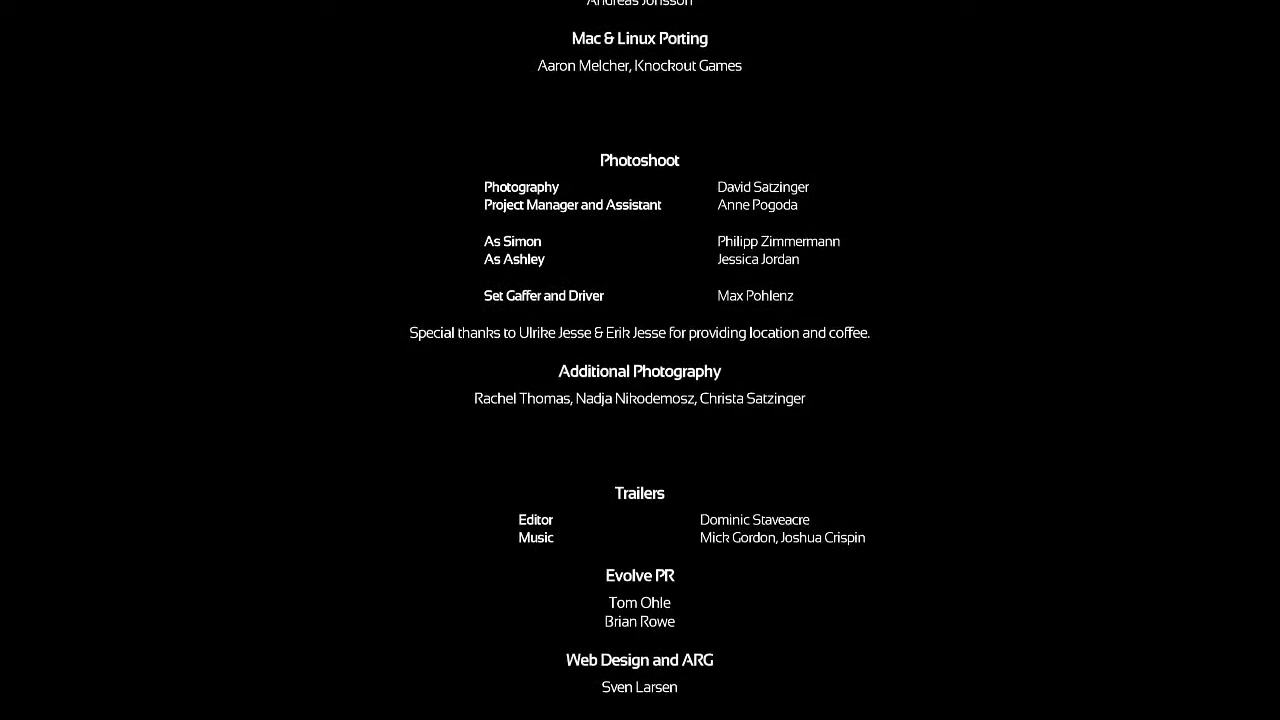 Andreas Jonsson
Mac & Linux Porting
Aaron Melcher, Knockout Games
Photoshoot
Photography David Satzinger
Project Manager and Assistant Anne Pogoda
As Simon Philipp Zimmermann
As Ashley Jessica Jordan
Set Gaffer and Driver Max Pohlenz
Special thanks to Ulrike Jesse & Erik Jesse for providing location and coffee.
Additional Photography
Rachel Thomas, Nadja Nikodemosz, Christa Satzinger
Trailers
Editor Dominic Staveacre
Music Mick Gordon, Joshua Crispin
Evolve PR
Tom Ohle
Brian Rowe
Web Design and ARG
Sven Larsen